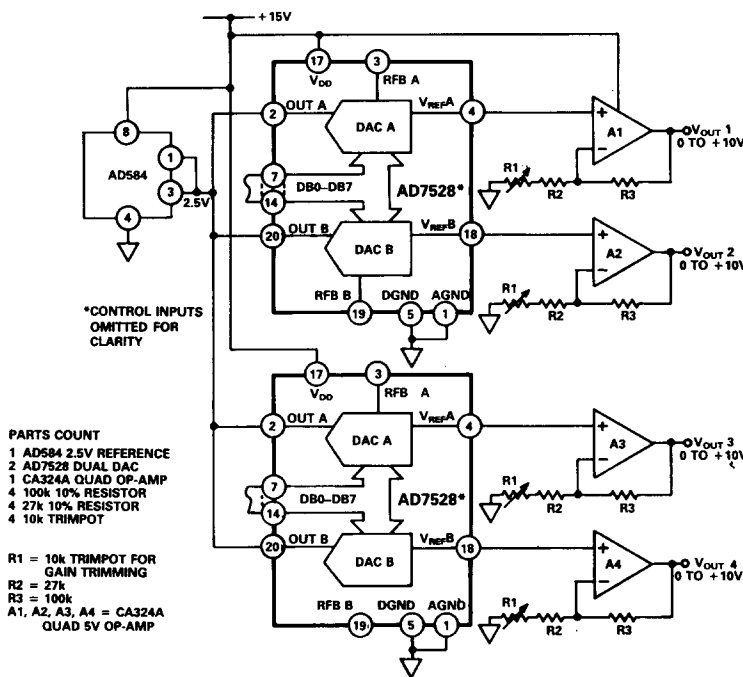 +15V
17
VDD
3
RFB A
8
AD584
1
3
2.5V
4
2
OUT A
DAC A
VREFA
4
7
DB0–DB7
14
AD7528*
20
OUT B
DAC B
VREFB
18
RFB B
19
DGND
5
AGND
1
+
−
A1
VOUT 1
0 TO +10V
R1
R2
R3
+
−
A2
VOUT 2
0 TO +10V
R1
R2
R3
*CONTROL INPUTS
OMITTED FOR
CLARITY
17
VDD
3
RFB A
2
OUT A
DAC A
VREFA
4
7
DB0–DB7
14
AD7528*
20
OUT B
DAC B
VREFB
18
RFB B
19
DGND
5
AGND
1
+
−
A3
VOUT 3
0 TO +10V
R1
R2
R3
+
−
A4
VOUT 4
0 TO +10V
R1
R2
R3
PARTS COUNT
1 AD584 2.5V REFERENCE
2 AD7528 DUAL DAC
1 CA324A QUAD OP-AMP
4 100k 10% RESISTOR
4 27k 10% RESISTOR
4 10k TRIMPOT
R1 = 10k TRIMPOT FOR
GAIN TRIMMING
R2 = 27k
R3 = 100k
A1, A2, A3, A4 = CA324A
QUAD 5V OP-AMP